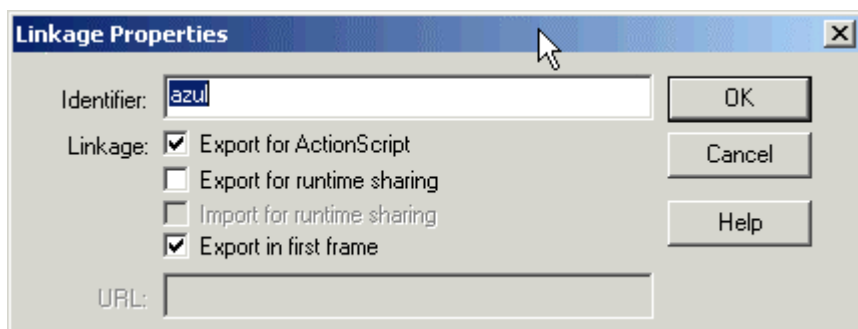 Linkage Properties
Identifier: azul OK
Linkage: Export for ActionScript Cancel
Export for runtime sharing
Import for runtime sharing Help
Export in first frame
URL: